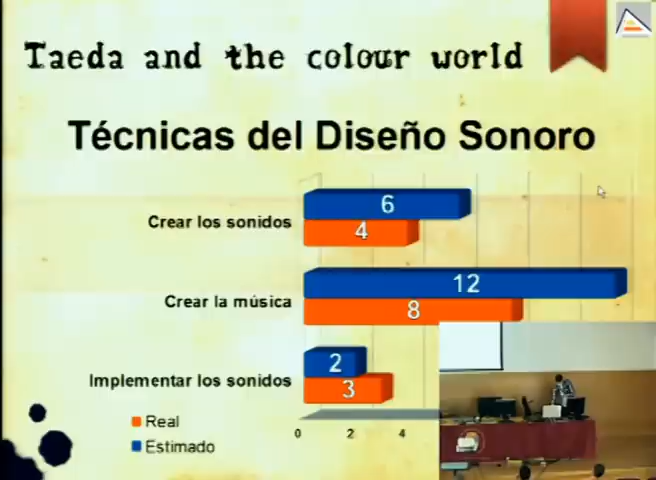 Taeda and the colour world
Técnicas del Diseño Sonoro
Crear los sonidos
6
4
Crear la música
12
8
Implementar los sonidos
2
3
Real
Estimado
0 2 4